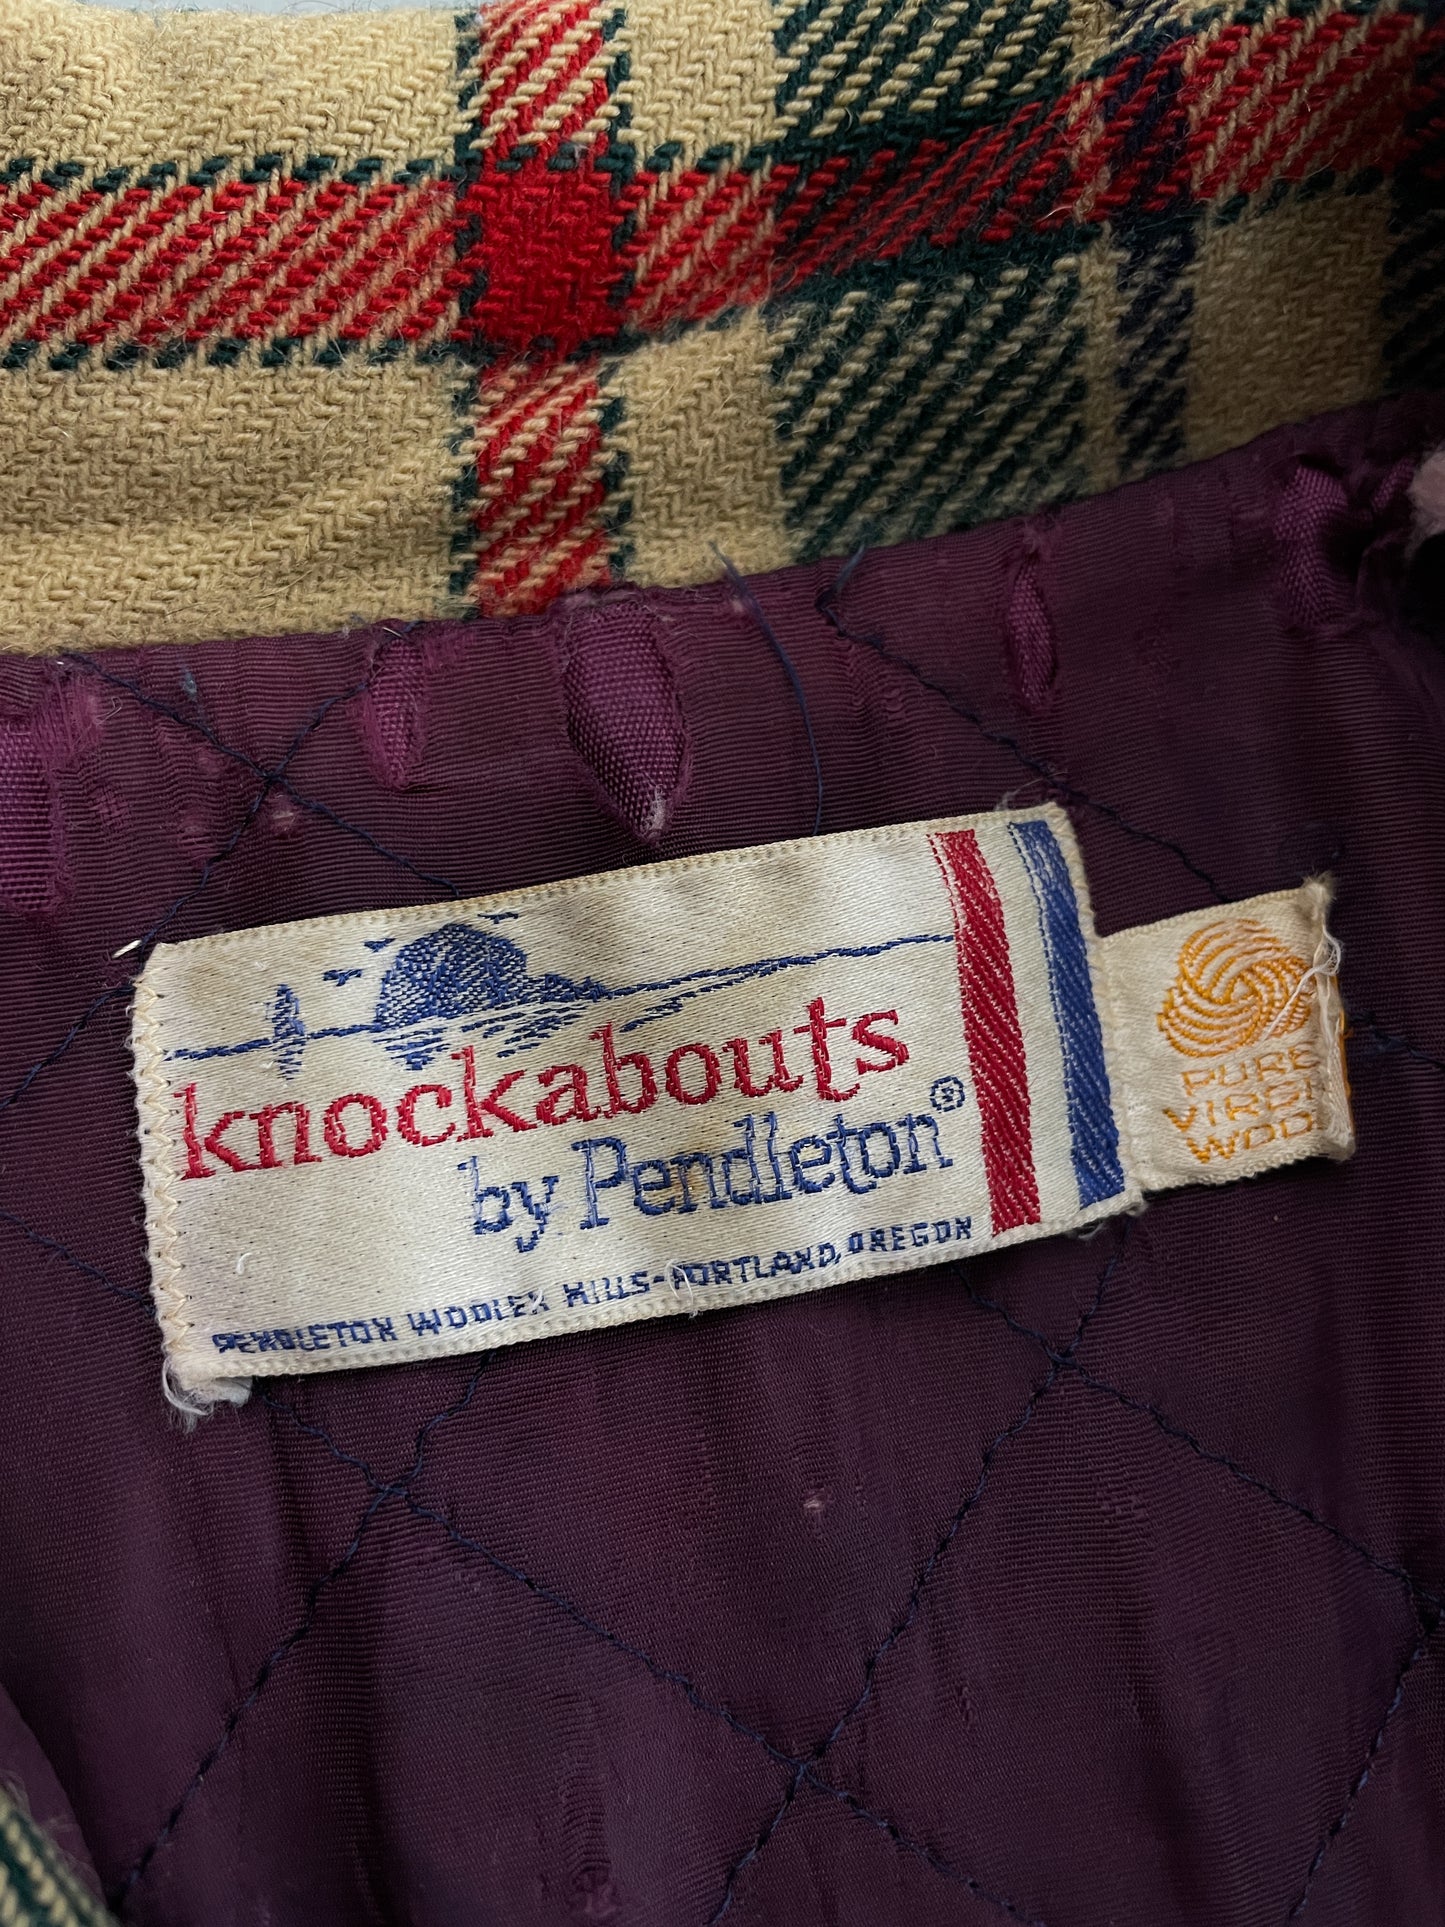 knockabouts
by Pendleton®
PENDLETON WOOLEN MILLS-PORTLAND, OREGON
PURE
VIRGIN
WOOL